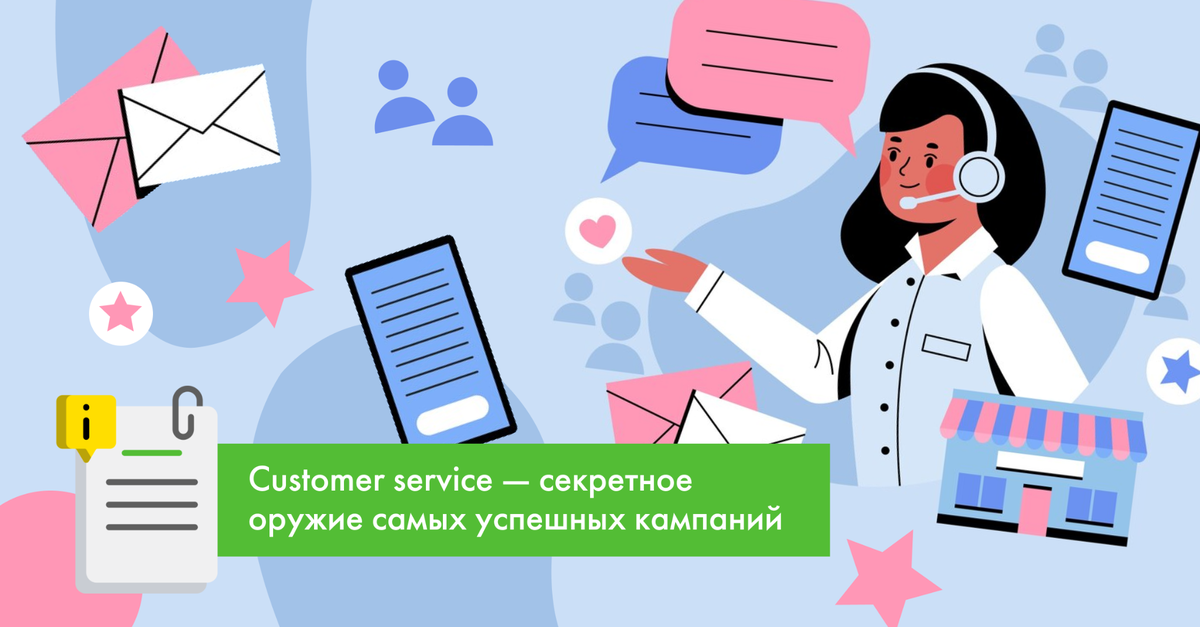 i
Customer service — секретное
оружие самых успешных кампаний